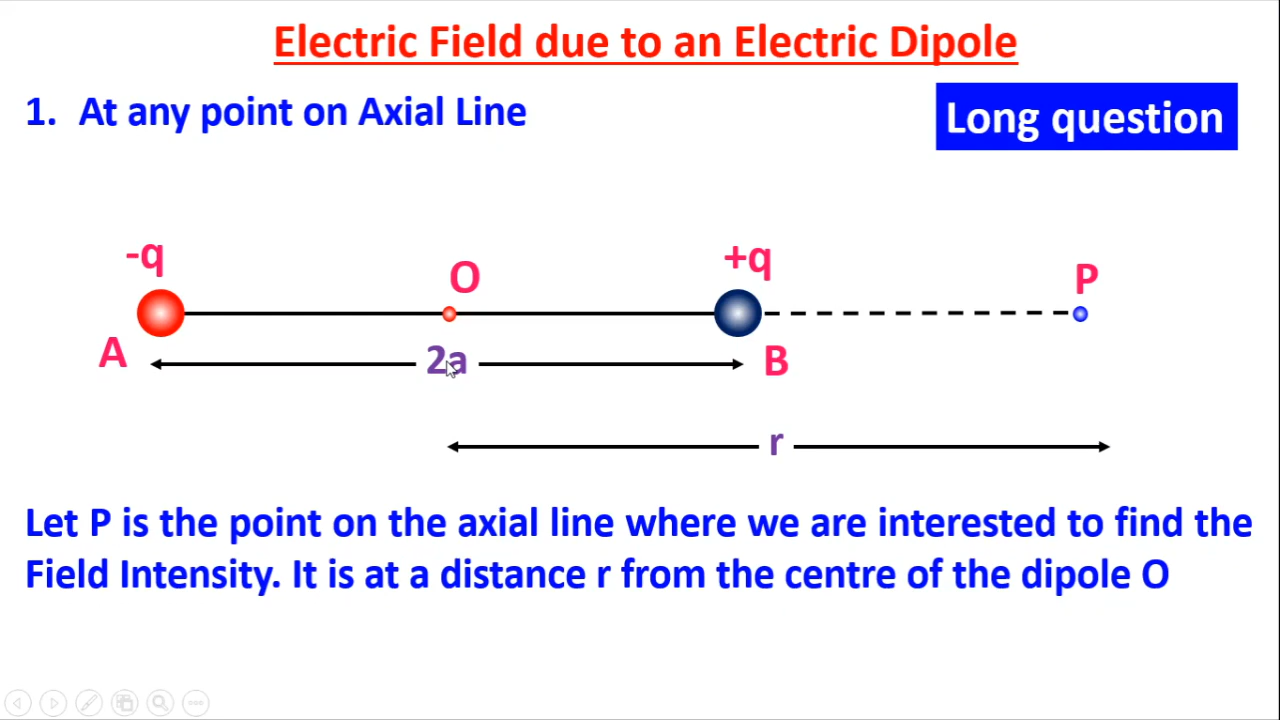 Electric Field due to an Electric Dipole
1. At any point on Axial Line
Long question
-q
O
+q
P
A
2a
B
r
Let P is the point on the axial line where we are interested to find the
Field Intensity. It is at a distance r from the centre of the dipole O